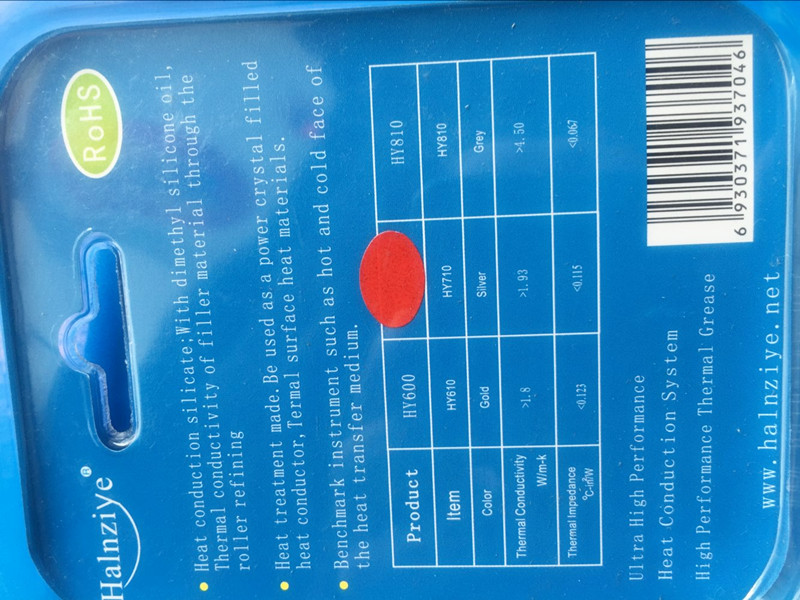 Halnziye®
RoHS
Heat conduction silicate;With dimethyl silicone oil,
Thermal conductivity of filler material through the
roller refining
Heat treatment made.Be used as a power crystal filled
heat conductor,Termal surface heat materials.
Benchmark instrument such as hot and cold face of
the heat transfer medium.
Product HY600 HY810
Item HY610 HY710 HY810
Color Gold Silver Grey
Thermal Conductivity W/m-k >1.8 >1.93 >4.50
Thermal Impedance °C-in²/W <0.123 <0.115 <0.067
Ultra High Performance
Heat Conduction System
High Performance Thermal Grease
www.halnziye.net
6 930371 937046